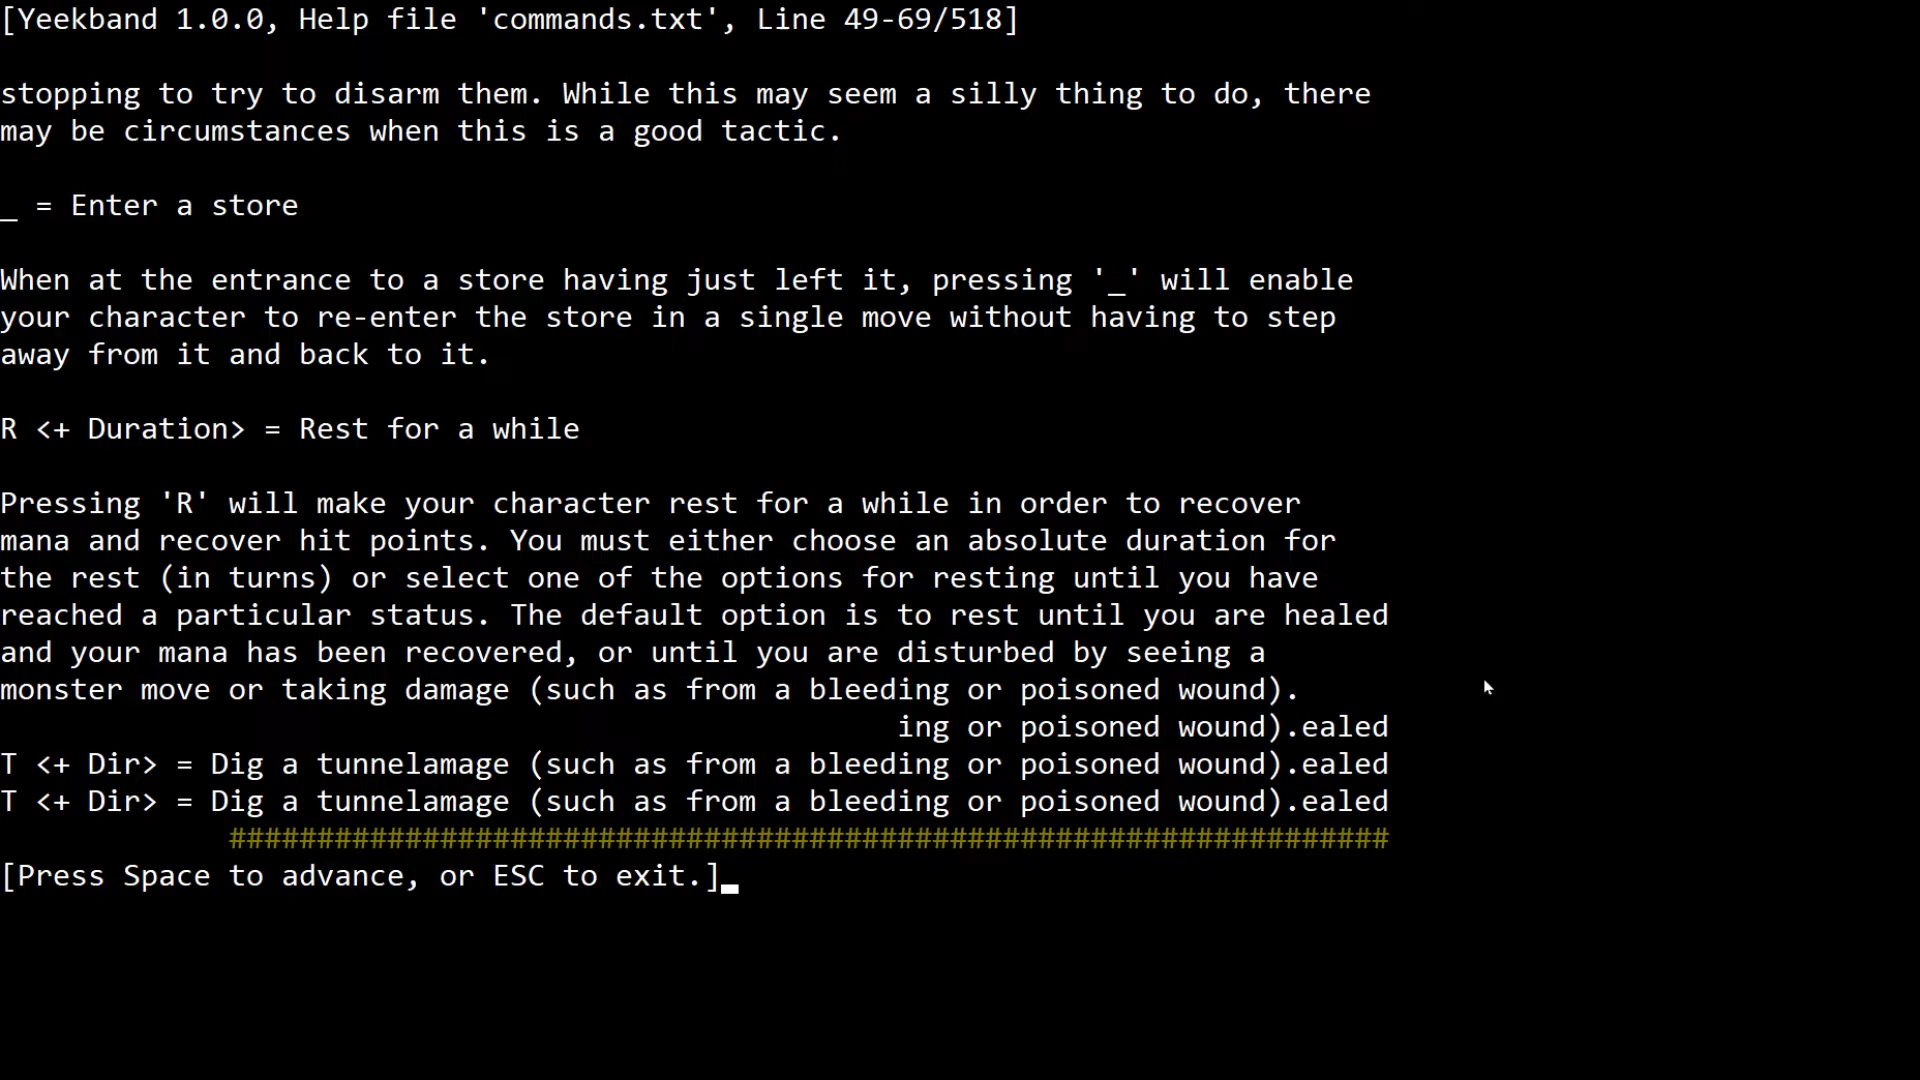 [Yeekband 1.0.0, Help file 'commands.txt', Line 49-69/518]
stopping to try to disarm them. While this may seem a silly thing to do, there
may be circumstances when this is a good tactic.
_ = Enter a store
When at the entrance to a store having just left it, pressing '_' will enable
your character to re-enter the store in a single move without having to step
away from it and back to it.
R <+ Duration> = Rest for a while
Pressing 'R' will make your character rest for a while in order to recover
mana and recover hit points. You must either choose an absolute duration for
the rest (in turns) or select one of the options for resting until you have
reached a particular status. The default option is to rest until you are healed
and your mana has been recovered, or until you are disturbed by seeing a
monster move or taking damage (such as from a bleeding or poisoned wound).
ing or poisoned wound).ealed
T <+ Dir> = Dig a tunnelamage (such as from a bleeding or poisoned wound).ealed
T <+ Dir> = Dig a tunnelamage (such as from a bleeding or poisoned wound).ealed
##################################################################
[Press Space to advance, or ESC to exit.]